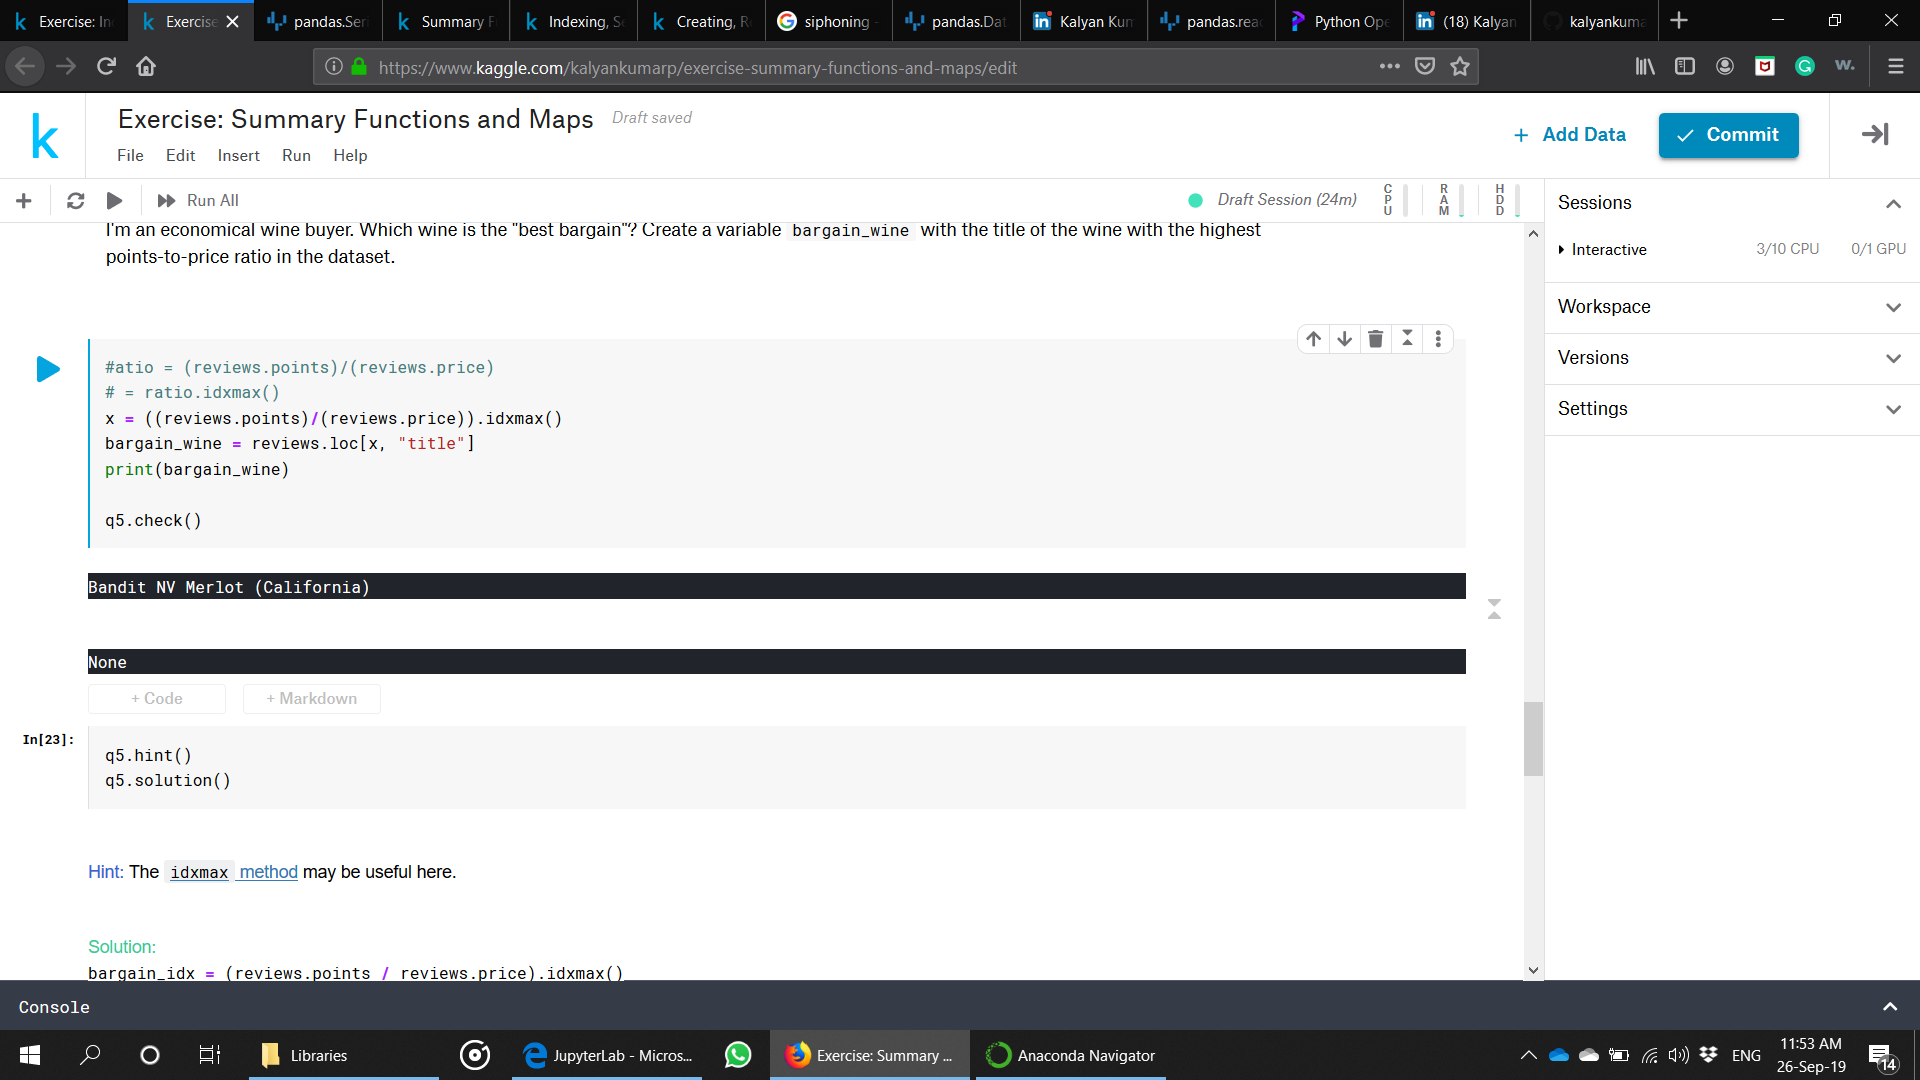 Exercise: In
Exercise
pandas.Seri
Summary F
Indexing, Se
Creating, R
siphoning -
pandas.Dat
Kalyan Kum
pandas.rea
Python Ope
(18) Kalyan
kalyankuma
https://www.kaggle.com/kalyankumarp/exercise-summary-functions-and-maps/edit
w.
k
Exercise: Summary Functions and Maps Draft saved
File Edit Insert Run Help
+ Add Data
Commit
Run All
Draft Session (24m)
CPU
RAM
HDD
Sessions
Interactive 3/10 CPU 0/1 GPU
Workspace
Versions
Settings
I'm an economical wine buyer. Which wine is the "best bargain"? Create a variable bargain_wine with the title of the wine with the highest
points-to-price ratio in the dataset.
#atio = (reviews.points)/(reviews.price)
# = ratio.idxmax()
x = ((reviews.points)/(reviews.price)).idxmax()
bargain_wine = reviews.loc[x, "title"]
print(bargain_wine)
q5.check()
Bandit NV Merlot (California)
None
+ Code + Markdown
In[23]:
q5.hint()
q5.solution()
Hint: The idxmax method may be useful here.
Solution:
bargain_idx = (reviews.points / reviews.price).idxmax()
Console
Libraries
JupyterLab - Micros...
Exercise: Summary ...
Anaconda Navigator
ENG
11:53 AM
26-Sep-19
14